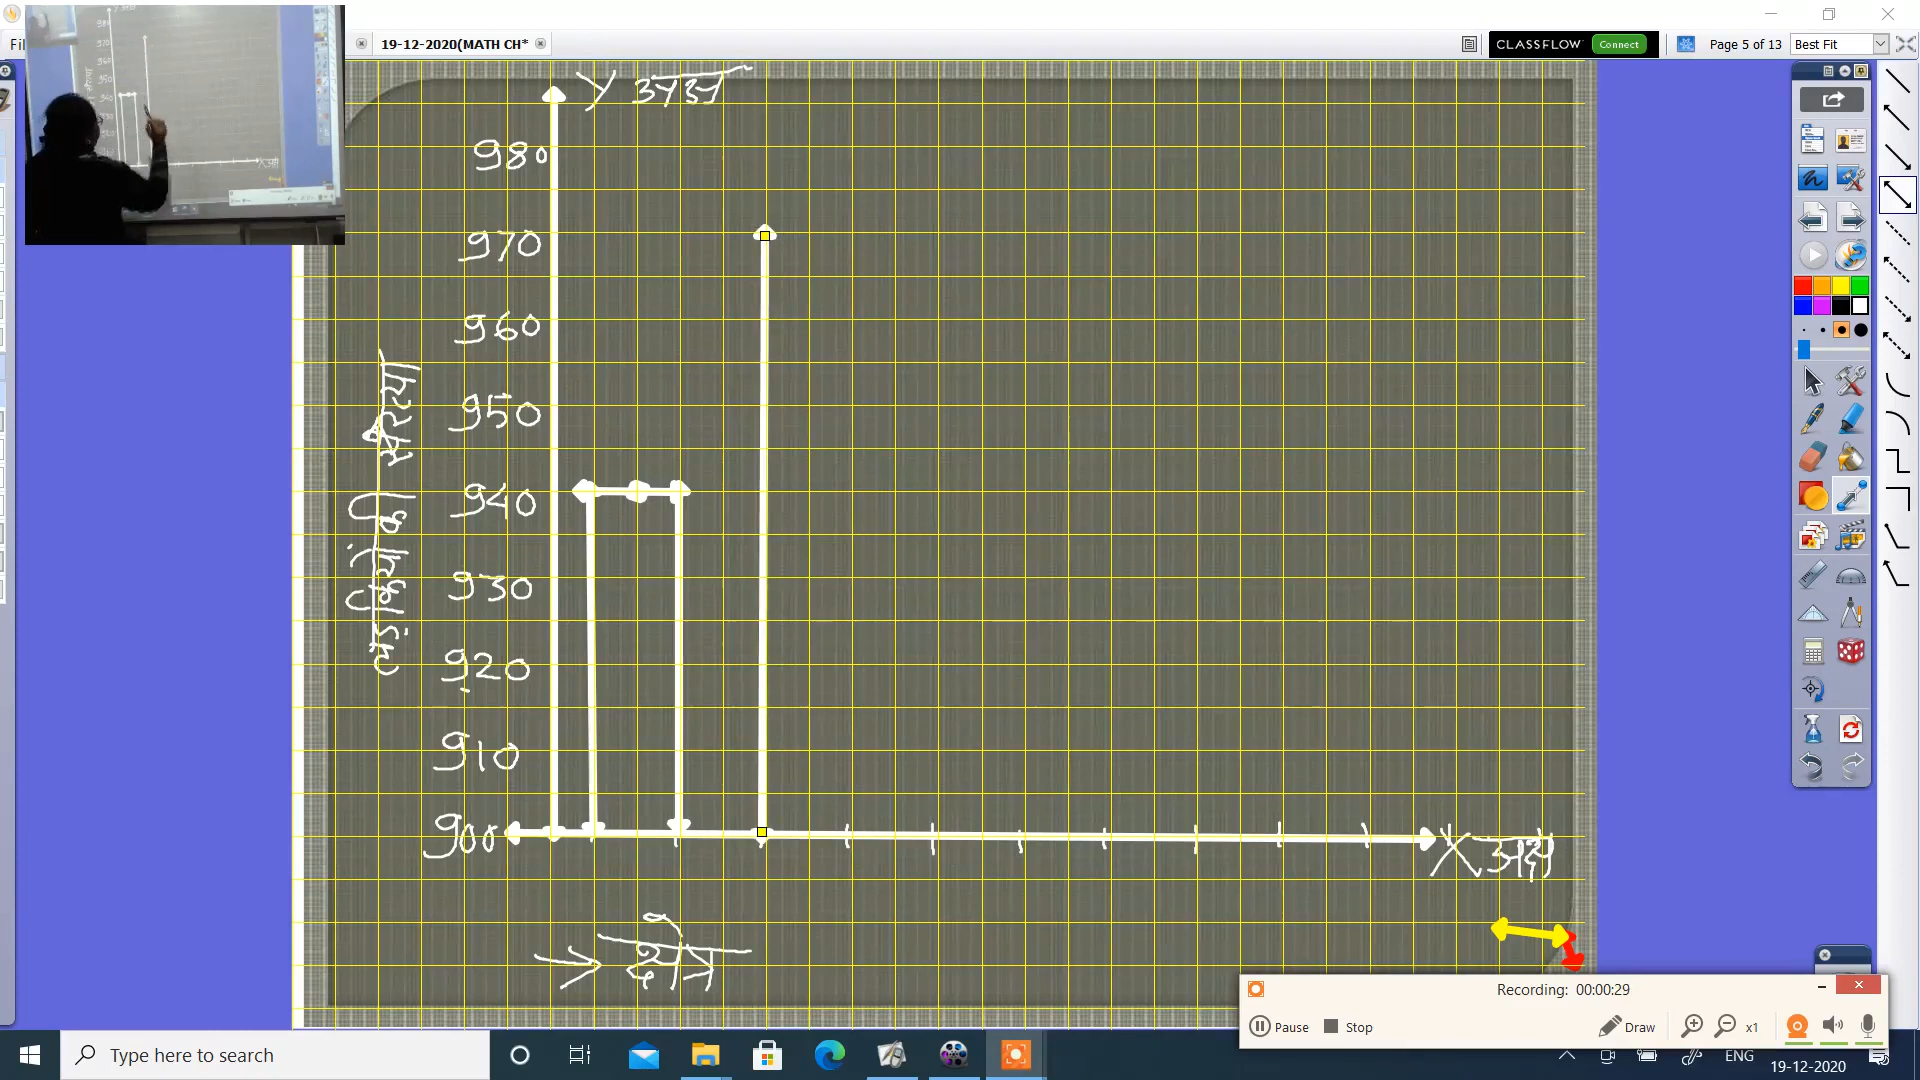 19-12-2020(MATH CH*
CLASSFLOW Connect
Page 5 of 13
Best Fit
Y अक्ष
980
970
960
950
940
930
920
910
900
X अक्ष
→ क्षेत्र
Recording: 00:00:29
Pause
Stop
Draw
x1
Type here to search
ENG
19-12-2020